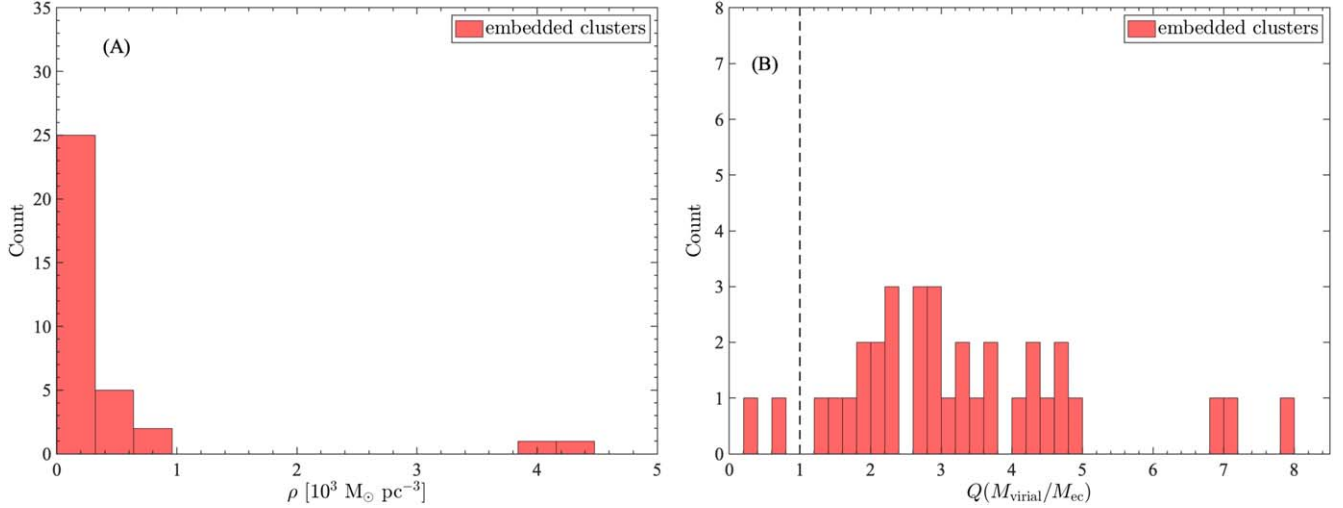 35
30
25
20
15
10
5
0
Count
(A)
embedded clusters
0 1 2 3 4 5
ρ [10³ M☉ pc⁻³]
8
7
6
5
4
3
2
1
0
Count
(B)
embedded clusters
0 1 2 3 4 5 6 7 8
Q(M_virial/M_ec)